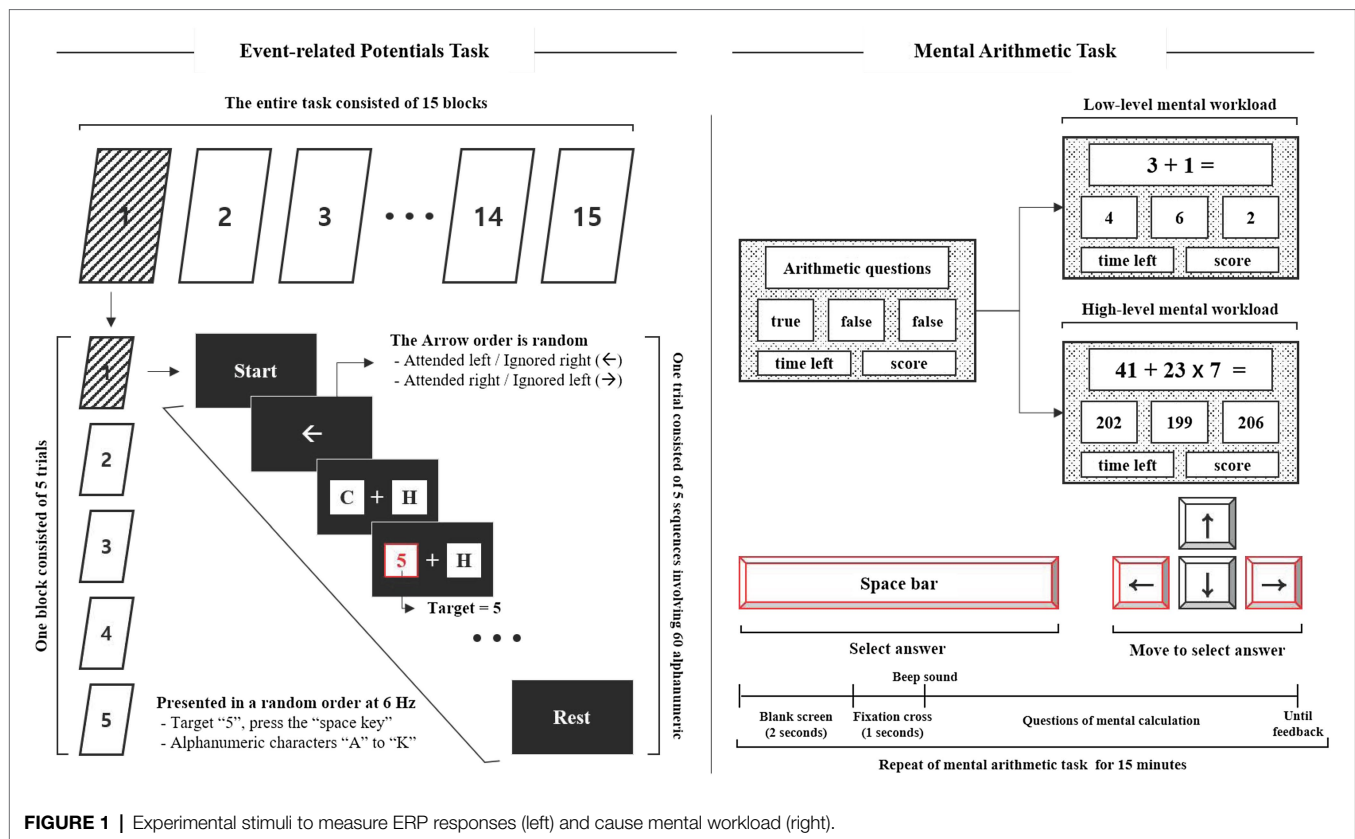 Event-related Potentials Task
The entire task consisted of 15 blocks
1
2
3
• • •
14
15
One block consisted of 5 trials
1
2
3
4
5
Start
←
The Arrow order is random
- Attended left / Ignored right (←)
- Attended right / Ignored left (→)
C + H
5 + H
Target = 5
• • •
Rest
Presented in a random order at 6 Hz
- Target “5”, press the “space key”
- Alphanumeric characters “A” to “K”
One trial consisted of 5 sequences involving 60 alphanumeric
Mental Arithmetic Task
Arithmetic questions
true false false
time left score
Low-level mental workload
3 + 1 =
4 6 2
time left score
High-level mental workload
41 + 23 x 7 =
202 199 206
time left score
Space bar
Select answer
↑
← ↓ →
Move to select answer
Beep sound
Blank screen
(2 seconds)
Fixation cross
(1 seconds)
Questions of mental calculation
Until
feedback
Repeat of mental arithmetic task for 15 minutes
FIGURE 1 | Experimental stimuli to measure ERP responses (left) and cause mental workload (right).